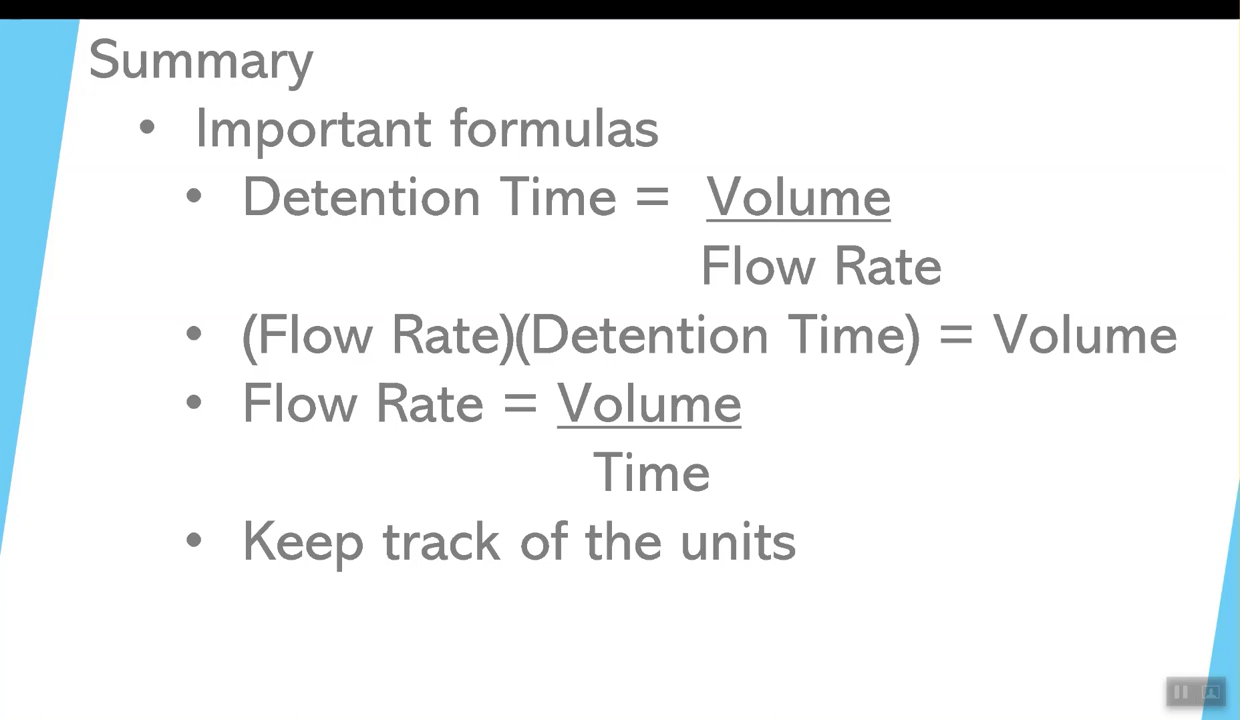 Summary
• Important formulas
• Detention Time = Volume
Flow Rate
• (Flow Rate)(Detention Time) = Volume
• Flow Rate = Volume
Time
• Keep track of the units